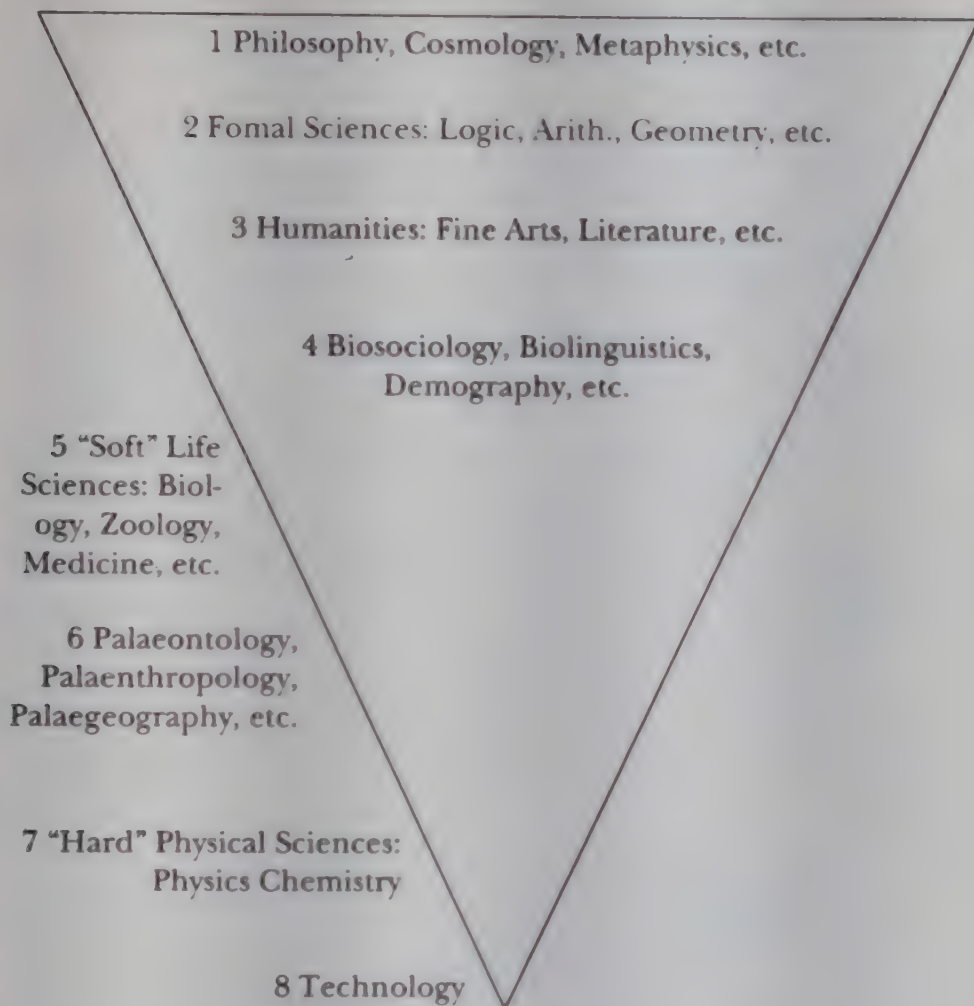 1 Philosophy, Cosmology, Metaphysics, etc.
2 Fomal Sciences: Logic, Arith., Geometry, etc.
3 Humanities: Fine Arts, Literature, etc.
4 Biosociology, Biolinguistics,
Demography, etc.
5 “Soft” Life
Sciences: Biol-
ogy, Zoology,
Medicine, etc.
6 Palaeontology,
Palaenthropology,
Palaegeography, etc.
7 “Hard” Physical Sciences:
Physics Chemistry
8 Technology